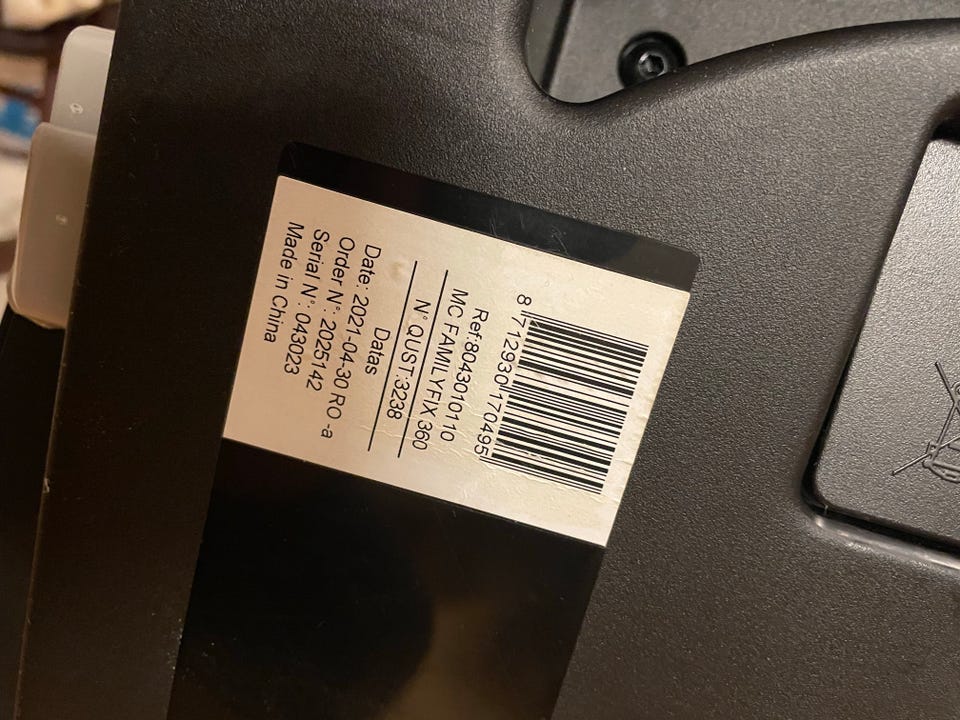 8 712930 170495
Ref:8043010110
MC FAMILYFIX 360
N° QUST:3238
Datas
Date: 2021-04-30 RO -a
Order N°: 2025142
Serial N°: 043023
Made in China